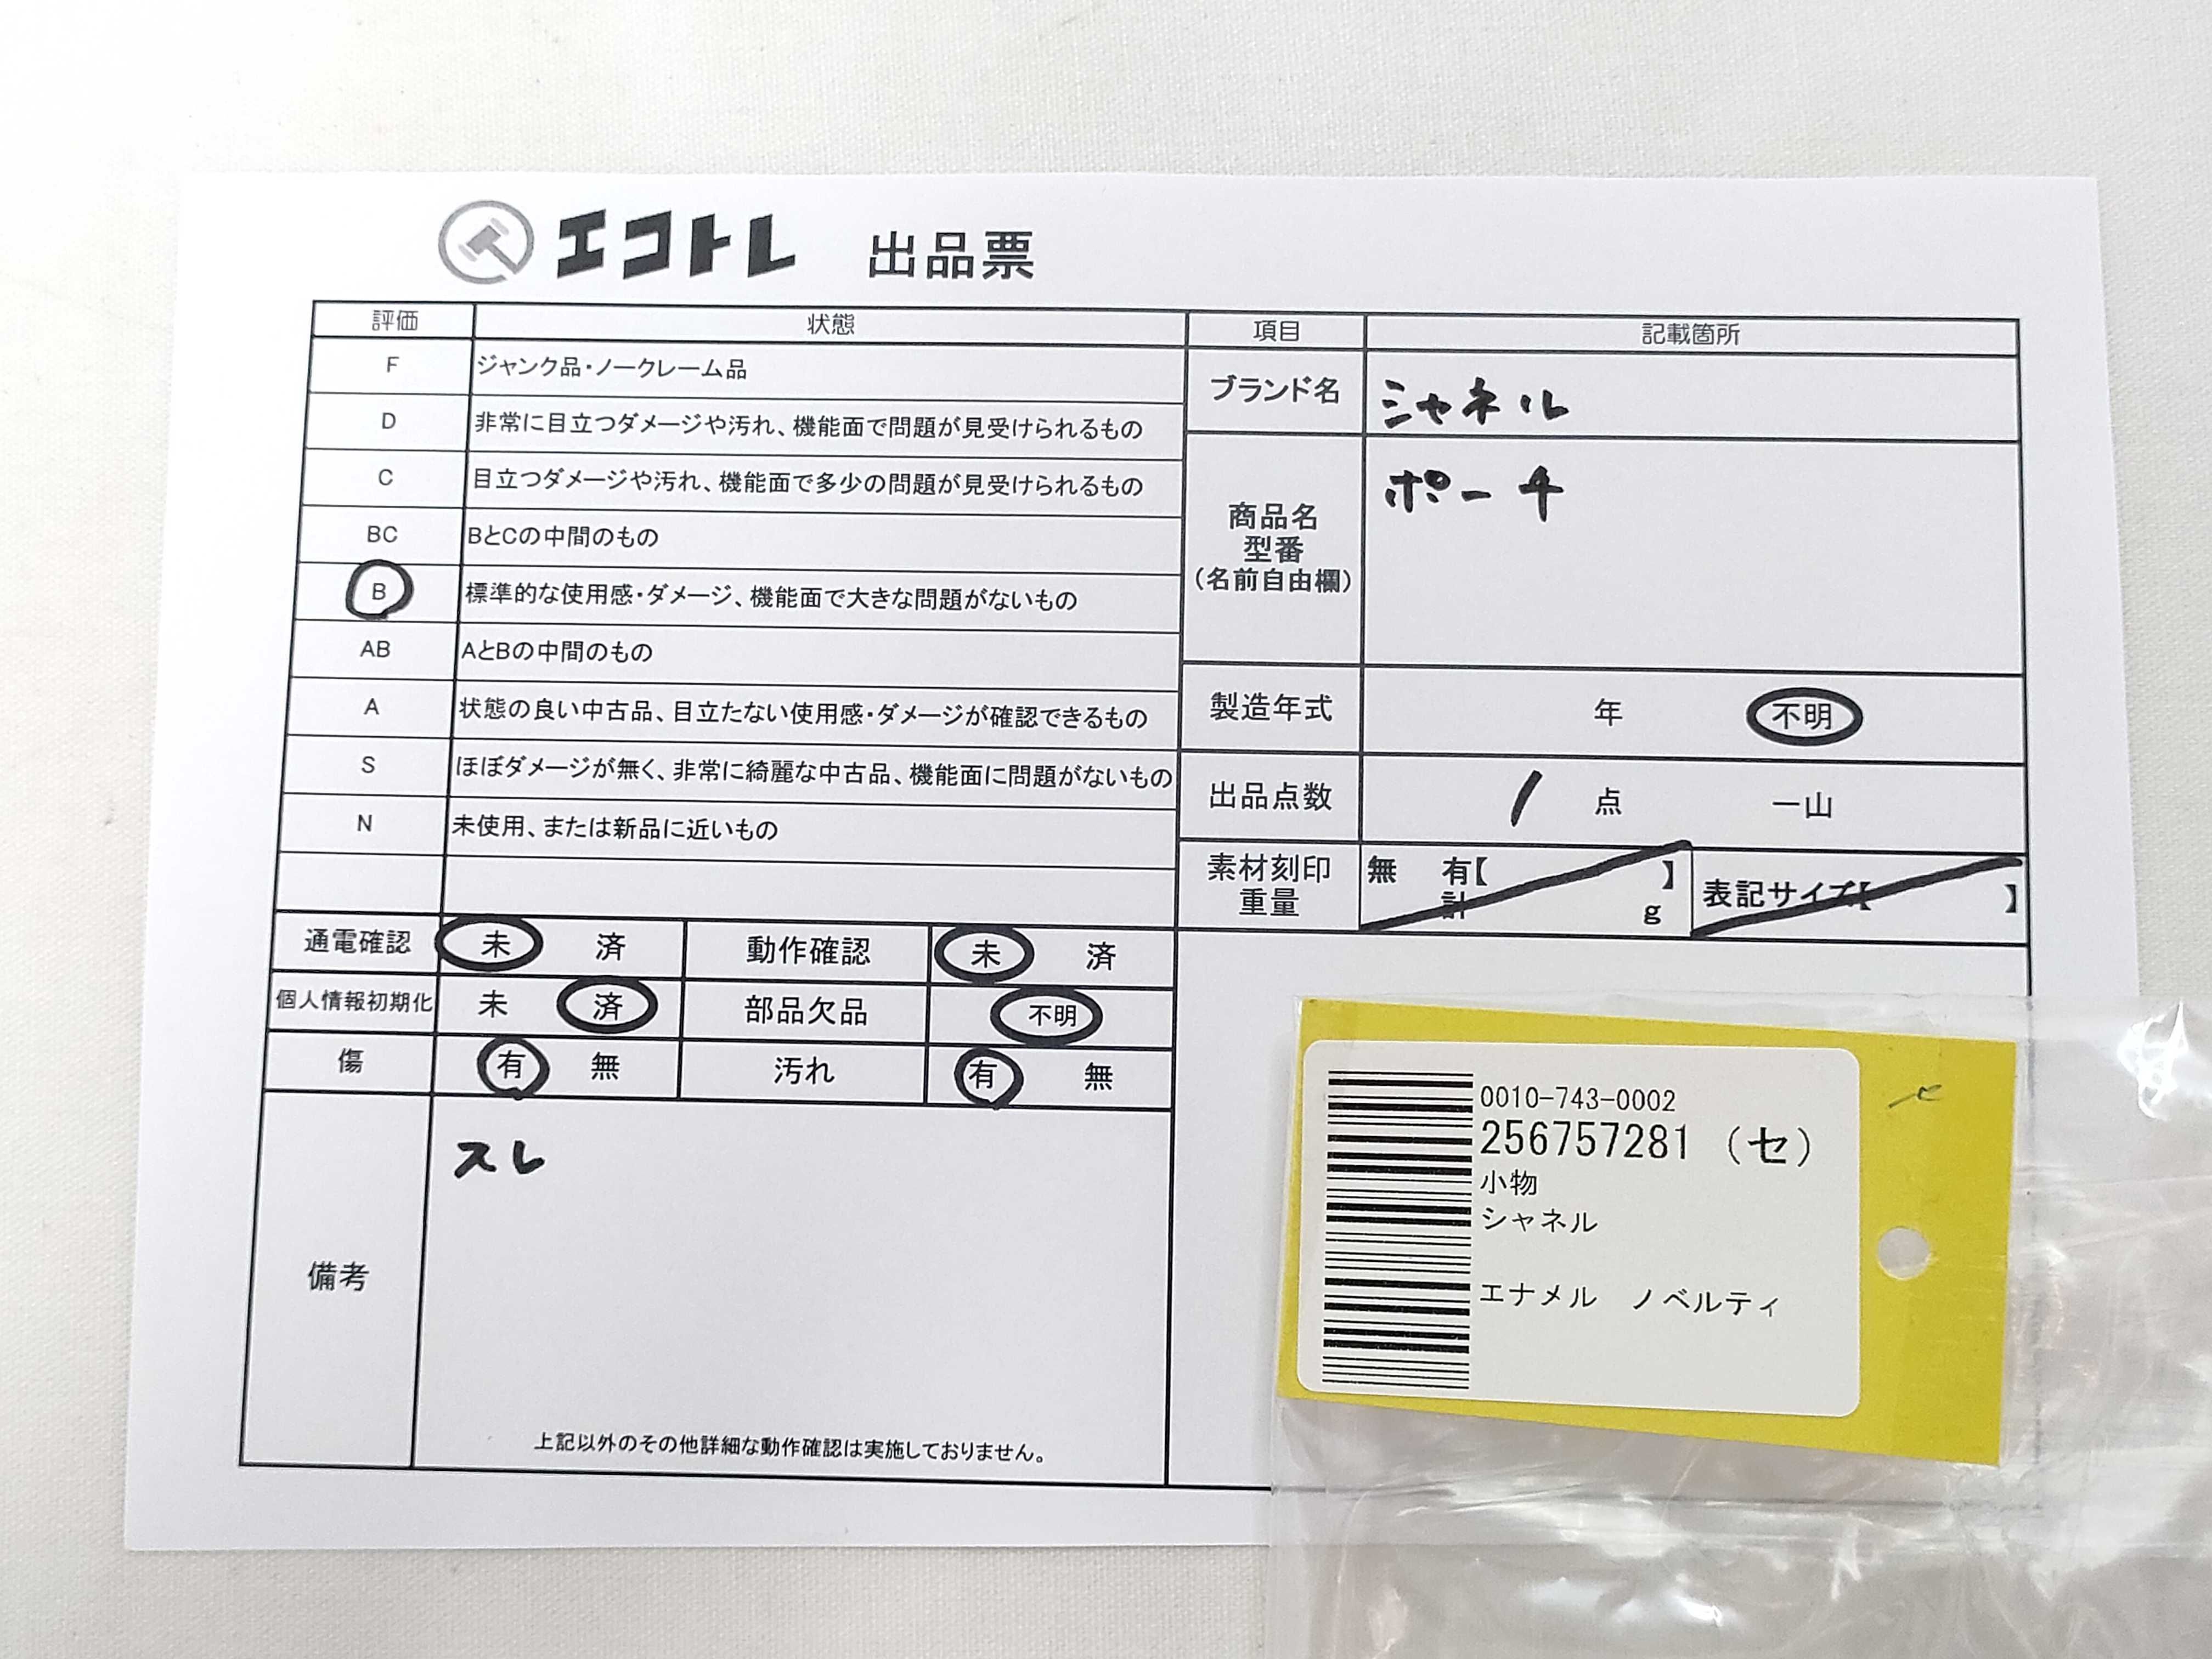 エコトレ 出品票
評価 状態 項目 記載箇所
F ジャンク品・ノークレーム品
D 非常に目立つダメージや汚れ、機能面で問題が見受けられるもの
C 目立つダメージや汚れ、機能面で多少の問題が見受けられるもの
BC BとCの中間のもの
B 標準的な使用感・ダメージ、機能面で大きな問題がないもの
AB AとBの中間のもの
A 状態の良い中古品、目立たない使用感・ダメージが確認できるもの
S ほぼダメージが無く、非常に綺麗な中古品、機能面に問題がないもの
N 未使用、または新品に近いもの
ブランド名 シャネル
商品名
型番
(名前自由欄)
ポーチ
製造年式 年 不明
出品点数 1 点 一山
素材刻印
重量
無 有【 】
計 g
表記サイズ【 】
通電確認 未 済 動作確認 未 済
個人情報初期化 未 済 部品欠品 不明
傷 有 無 汚れ 有 無
備考
スレ
上記以外のその他詳細な動作確認は実施しておりません。
0010-743-0002
256757281 (セ)
小物
シャネル
エナメル ノベルティ